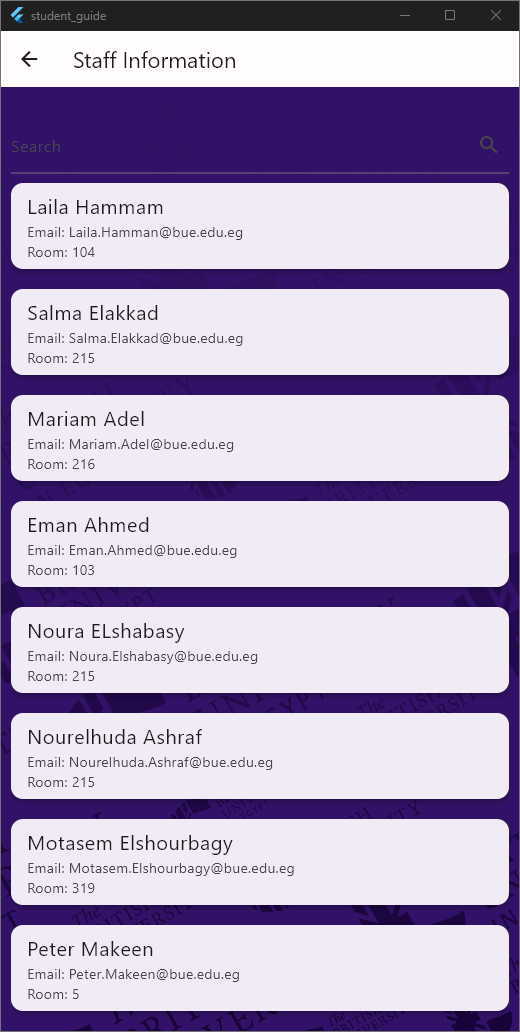 student_guide
Staff Information
Search
Laila Hammam
Email: Laila.Hamman@bue.edu.eg
Room: 104
Salma Elakkad
Email: Salma.Elakkad@bue.edu.eg
Room: 215
Mariam Adel
Email: Mariam.Adel@bue.edu.eg
Room: 216
Eman Ahmed
Email: Eman.Ahmed@bue.edu.eg
Room: 103
Noura ELshabasy
Email: Noura.Elshabasy@bue.edu.eg
Room: 215
Nourelhuda Ashraf
Email: Nourelhuda.Ashraf@bue.edu.eg
Room: 215
Motasem Elshourbagy
Email: Motasem.Elshourbagy@bue.edu.eg
Room: 319
Peter Makeen
Email: Peter.Makeen@bue.edu.eg
Room: 5